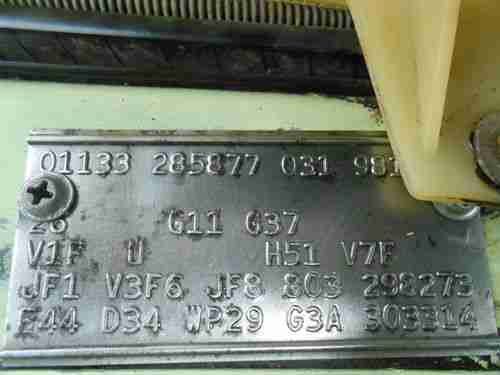 01133 285877 031 981
26 G11 G37
V1F U H51 V7F
JF1 V3F6 JF8 803 298273
E44 D34 WP29 G3A 303314